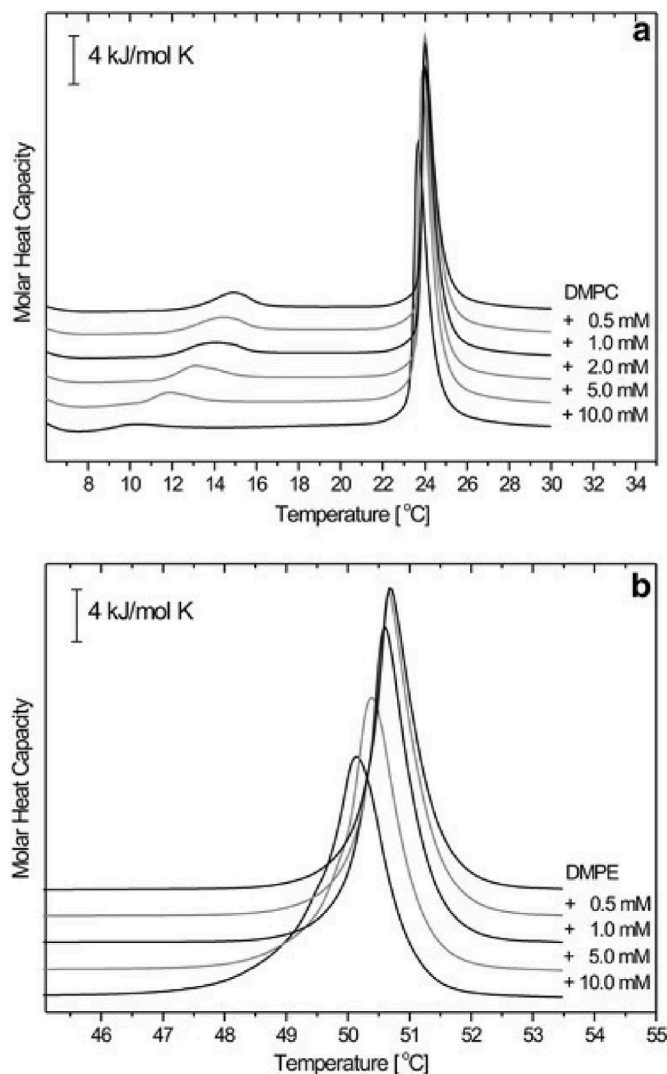 a
4 kJ/mol K
Molar Heat Capacity
DMPC
+ 0.5 mM
+ 1.0 mM
+ 2.0 mM
+ 5.0 mM
+ 10.0 mM
8 10 12 14 16 18 20 22 24 26 28 30 32 34
Temperature [°C]
b
4 kJ/mol K
Molar Heat Capacity
DMPE
+ 0.5 mM
+ 1.0 mM
+ 5.0 mM
+ 10.0 mM
46 47 48 49 50 51 52 53 54 55
Temperature [°C]